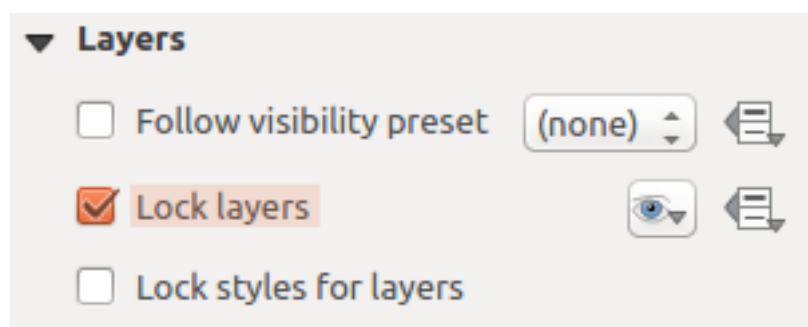 Layers
Follow visibility preset (none)
Lock layers
Lock styles for layers